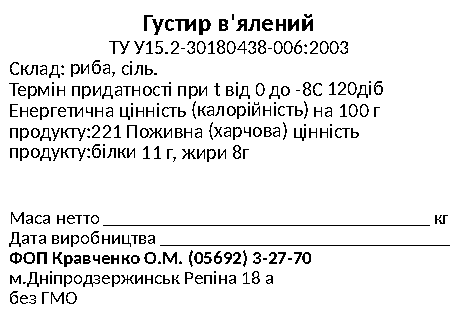 Густир в'ялений
ТУ У15.2-30180438-006:2003
Склад: риба, сіль.
Термін придатності при t від 0 до -8С 120діб
Енергетична цінність (калорійність) на 100 г
продукту:221 Поживна (харчова) цінність
продукту:білки 11 г, жири 8г
Маса нетто ________________________________ кг
Дата виробництва ____________________________
ФОП Кравченко О.М. (05692) 3-27-70
м.Дніпродзержинськ Репіна 18 а
без ГМО